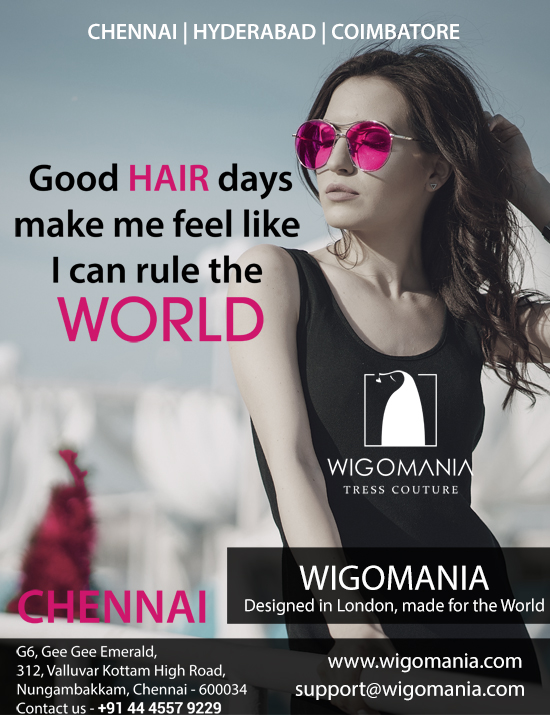 CHENNAI | HYDERABAD | COIMBATORE
Good HAIR days
make me feel like
I can rule the
WORLD
WIGOMANIA
TRESS COUTURE
WIGOMANIA
Designed in London, made for the World
CHENNAI
G6, Gee Gee Emerald,
312, Valluvar Kottam High Road,
Nungambakkam, Chennai - 600034
Contact us - +91 44 4557 9229
www.wigomania.com
support@wigomania.com